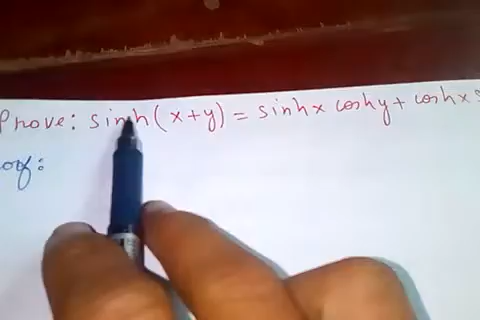 Prove: sinh(x+y) = sinhx coshy + coshx
oof: